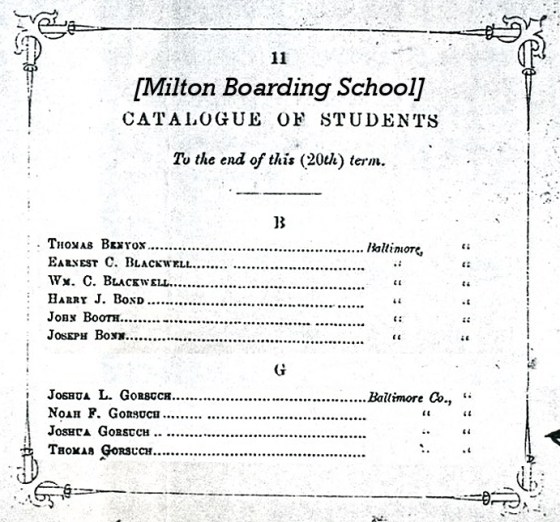 11
[Milton Boarding School]
CATALOGUE OF STUDENTS
To the end of this (20th) term.
B
THOMAS BENYON........................................ Baltimore, “
EARNEST C. BLACKWELL................................ “ “
WM. C. BLACKWELL.................................... “ “
HARRY J. BOND........................................ “ “
JOHN BOOTH........................................... “ “
JOSEPH BONN.......................................... “ “
G
JOSHUA L. GORSUCH.................................... Baltimore Co., “
NOAH F. GORSUCH...................................... “ “
JOSHUA GORSUCH....................................... “ “
THOMAS GORSUCH....................................... “ “